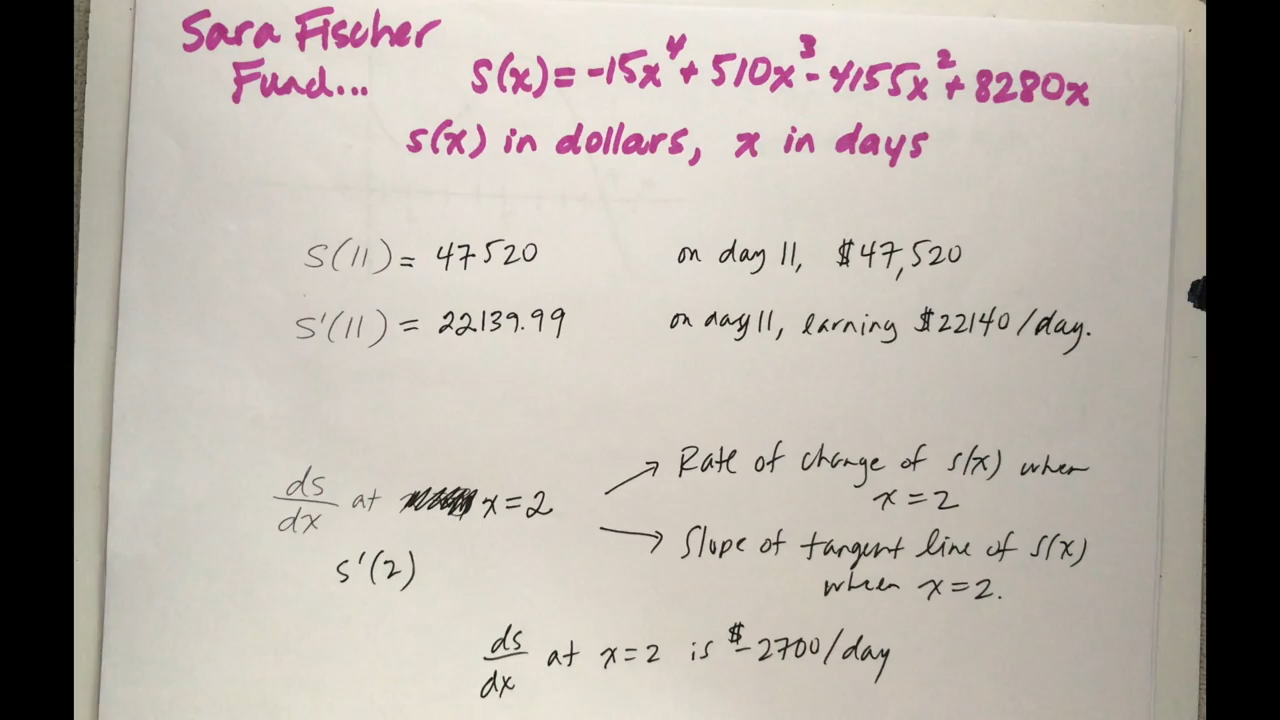 Sara Fischer
Fund...
S(x) = -15x⁴ + 510x³ - 4155x² + 8280x
s(x) in dollars, x in days
S(11) = 47520 on day 11, $47,520
S'(11) = 22139.99 on day 11, earning $22140/day.
ds/dx at x=2
Rate of change of s(x) when
x=2
s'(2)
Slope of tangent line of s(x)
when x=2.
ds/dx at x=2 is $-2700/day